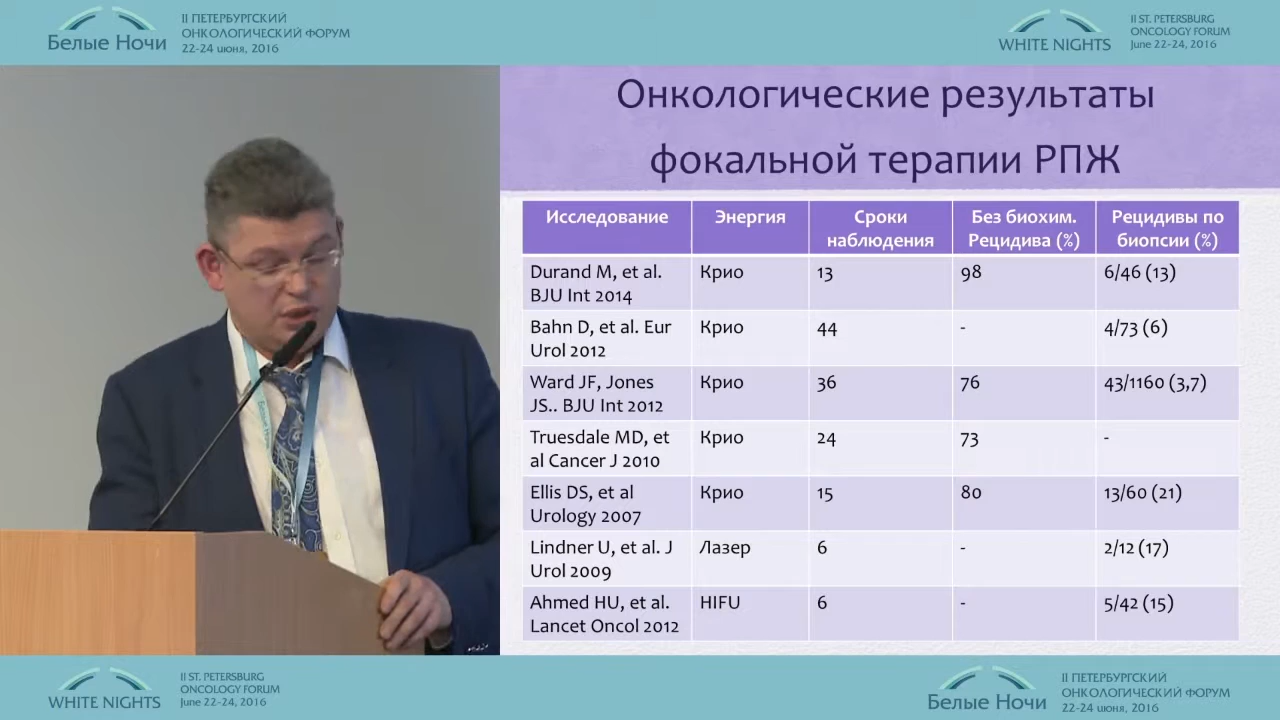 Белые Ночи
II ПЕТЕРБУРГСКИЙ
ОНКОЛОГИЧЕСКИЙ ФОРУМ
22-24 июня, 2016
WHITE NIGHTS
II ST. PETERSBURG
ONCOLOGY FORUM
June 22-24, 2016
Онкологические результаты
фокальной терапии РПЖ
Исследование
Энергия
Сроки
наблюдения
Без биохим.
Рецидива (%)
Рецидивы по
биопсии (%)
Durand M, et al.
BJU Int 2014
Крио
13
98
6/46 (13)
Bahn D, et al. Eur
Urol 2012
Крио
44
-
4/73 (6)
Ward JF, Jones
JS.. BJU Int 2012
Крио
36
76
43/1160 (3,7)
Truesdale MD, et
al Cancer J 2010
Крио
24
73
-
Ellis DS, et al
Urology 2007
Крио
15
80
13/60 (21)
Lindner U, et al. J
Urol 2009
Лазер
6
-
2/12 (17)
Ahmed HU, et al.
Lancet Oncol 2012
HIFU
6
-
5/42 (15)
WHITE NIGHTS
II ST. PETERSBURG
ONCOLOGY FORUM
June 22-24, 2016
Белые Ночи
II ПЕТЕРБУРГСКИЙ
ОНКОЛОГИЧЕСКИЙ ФОРУМ
22-24 июня, 2016